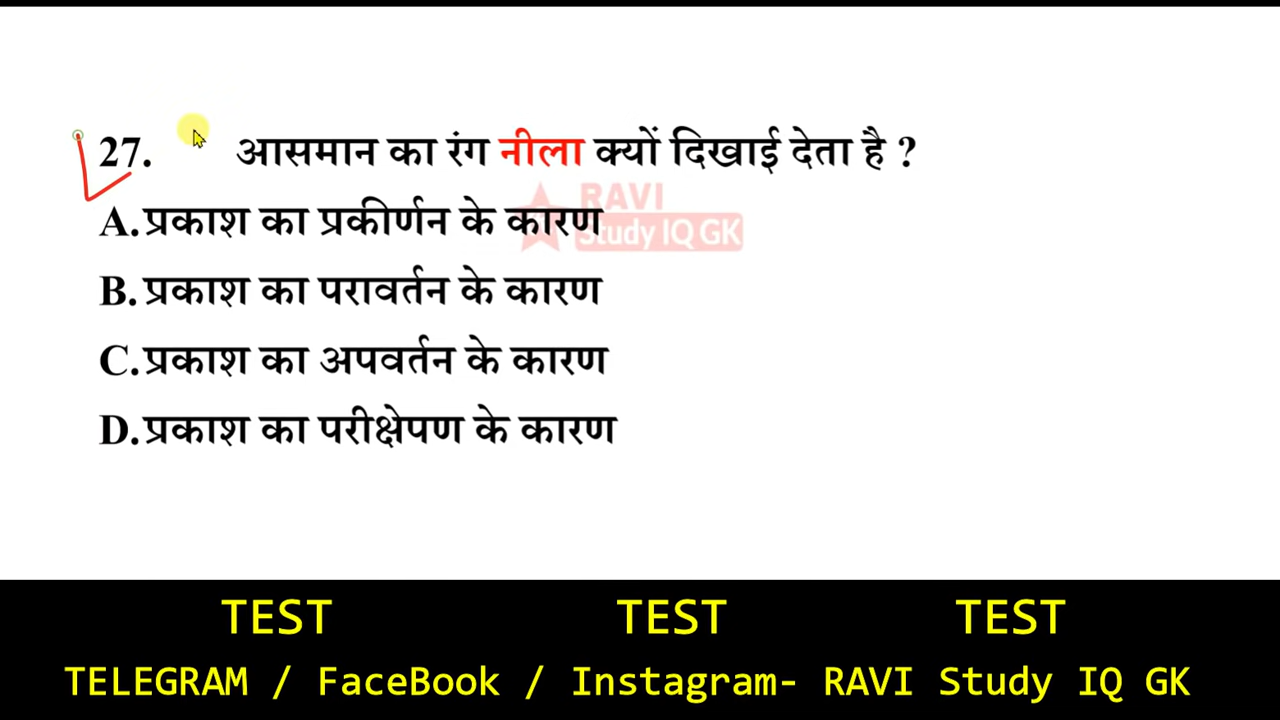 27. आसमान का रंग नीला क्यों दिखाई देता है ?
RAVI
Study IQ GK
A. प्रकाश का प्रकीर्णन के कारण
B. प्रकाश का परावर्तन के कारण
C. प्रकाश का अपवर्तन के कारण
D. प्रकाश का परीक्षेपण के कारण
TEST TEST TEST
TELEGRAM / FaceBook / Instagram- RAVI Study IQ GK